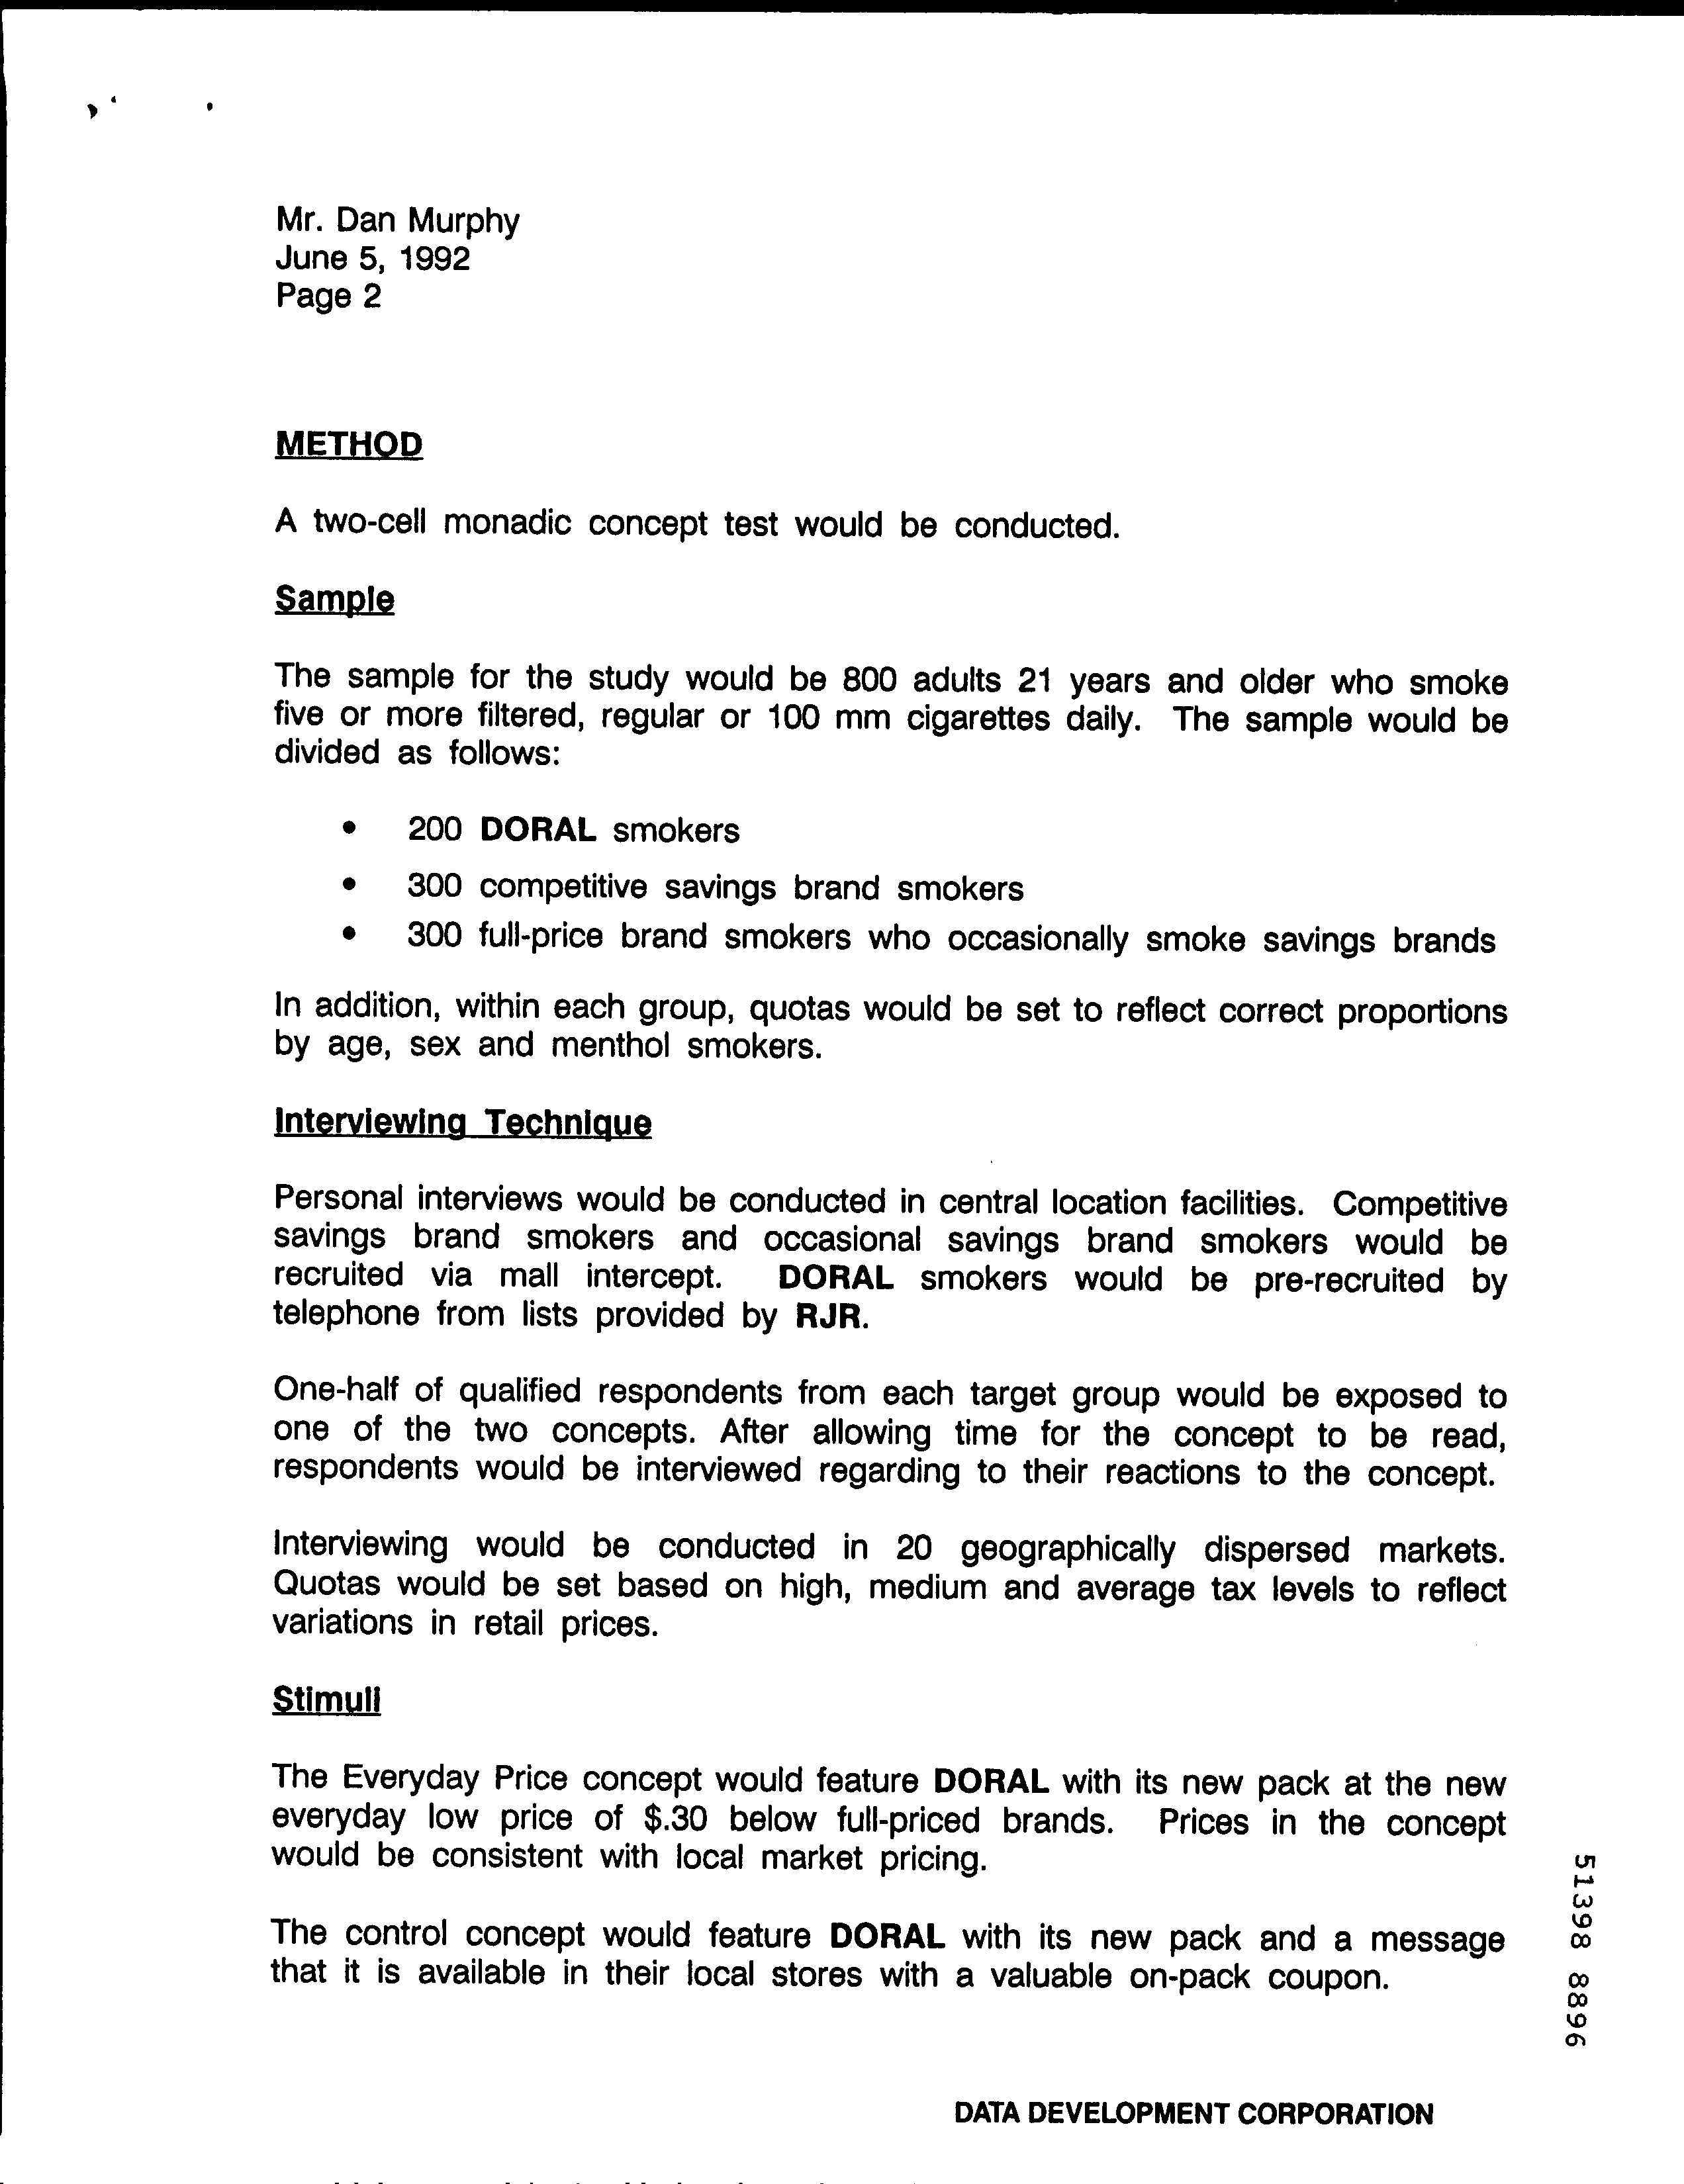 Mr. Dan Murphy
June 5, 1992
Page 2
METHOD
A two-cell monadic concept test would be conducted.
Sample
The sample for the study would be 800 adults 21 years and older who smoke
five or more filtered, regular or 100 mm cigarettes daily. The sample would be
divided as follows:
• 200 DORAL smokers
• 300 competitive savings brand smokers
• 300 full-price brand smokers who occasionally smoke savings brands
In addition, within each group, quotas would be set to reflect correct proportions
by age, sex and menthol smokers.
Interviewing Technique
Personal interviews would be conducted in central location facilities. Competitive
savings brand smokers and occasional savings brand smokers would be
recruited via mall intercept. DORAL smokers would be pre-recruited by
telephone from lists provided by RJR.
One-half of qualified respondents from each target group would be exposed to
one of the two concepts. After allowing time for the concept to be read,
respondents would be interviewed regarding to their reactions to the concept.
Interviewing would be conducted in 20 geographically dispersed markets.
Quotas would be set based on high, medium and average tax levels to reflect
variations in retail prices.
Stimuli
The Everyday Price concept would feature DORAL with its new pack at the new
everyday low price of $.30 below full-priced brands. Prices in the concept
would be consistent with local market pricing.
The control concept would feature DORAL with its new pack and a message
that it is available in their local stores with a valuable on-pack coupon.
51398 8896
DATA DEVELOPMENT CORPORATION